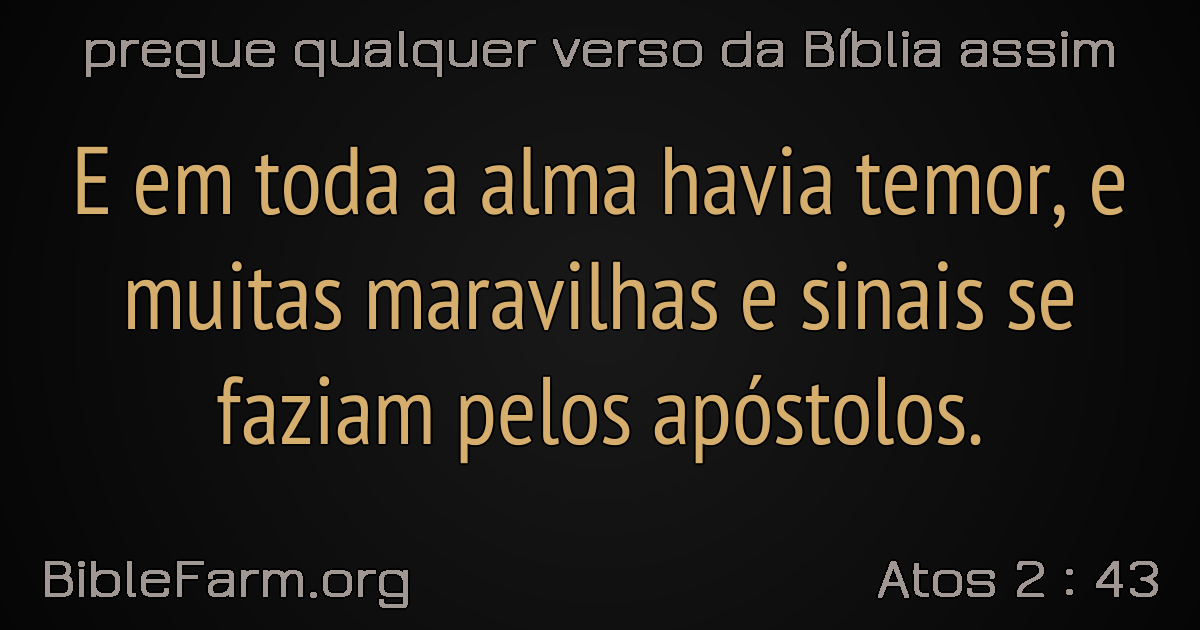 pregue qualquer verso da Bíblia assim
E em toda a alma havia temor, e
muitas maravilhas e sinais se
faziam pelos apóstolos.
BibleFarm.org
Atos 2 : 43